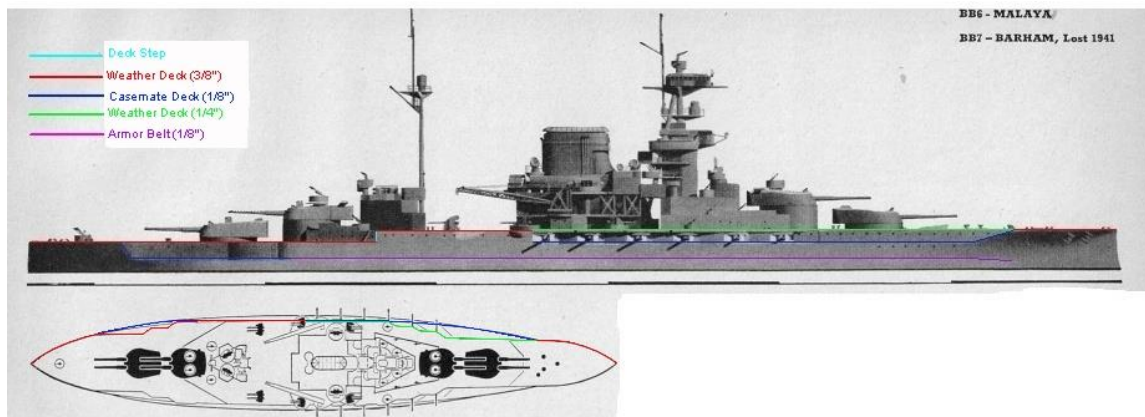 BB6 - MALAYA
BB7 – BARHAM, Lost 1941
Deck Step
Weather Deck (3/8")
Casemate Deck (1/8")
Weather Deck (1/4")
Armor Belt (1/8")